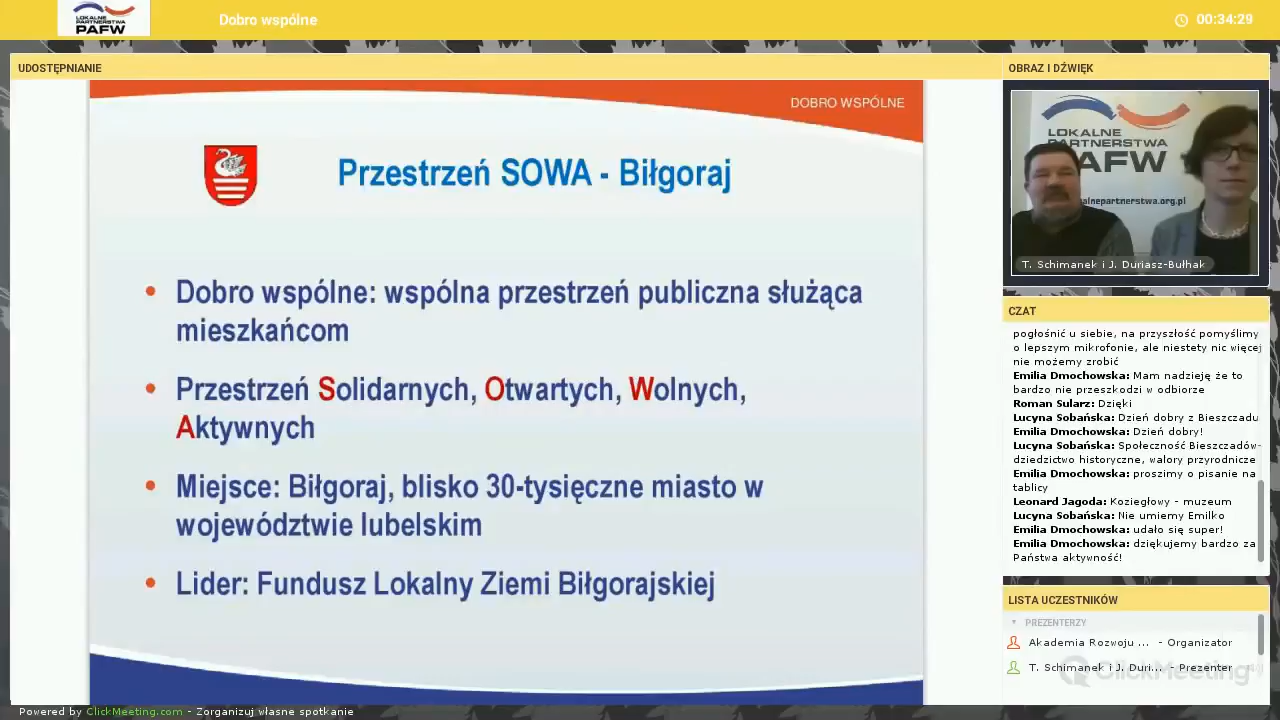 LOKALNE
PARTNERSTWA
PAFW
Dobro wspólne
00:34:29
UDOSTĘPNIANIE
DOBRO WSPÓLNE
Przestrzeń SOWA - Biłgoraj
• Dobro wspólne: wspólna przestrzeń publiczna służąca
mieszkańcom
• Przestrzeń Solidarnych, Otwartych, Wolnych,
Aktywnych
• Miejsce: Biłgoraj, blisko 30-tysięczne miasto w
województwie lubelskim
• Lider: Fundusz Lokalny Ziemi Biłgorajskiej
OBRAZ I DŹWIĘK
LOKALNE
PARTNERSTWA
PAFW
alnepartnerstwa.org.pl
T. Schimanek i J. Duriasz-Bułhak
CZAT
pogłośnić u siebie, na przyszłość pomyślimy
o lepszym mikrofonie, ale niestety nic więcej
nie możemy zrobić
Emilia Dmochowska: Mam nadzieję że to
bardzo nie przeszkodzi w odbiorze
Roman Sularz: Dzięki
Lucyna Sobańska: Dzień dobry z Bieszczadu
Emilia Dmochowska: Dzień dobry!
Lucyna Sobańska: Społeczność Bieszczadów-
dziedzictwo historyczne, walory przyrodnicze
Emilia Dmochowska: proszimy o pisanie na
tablicy
Leonard Jagoda: Koziegłowy - muzeum
Lucyna Sobańska: Nie umiemy Emilko
Emilia Dmochowska: udało się super!
Emilia Dmochowska: dziękujemy bardzo za
Państwa aktywność!
LISTA UCZESTNIKÓW
PREZENTERZY
Akademia Rozwoju ... - Organizator
T. Schimanek i J. Duri... - Prezenter
ClickMeeting
Powered by ClickMeeting.com - Zorganizuj własne spotkanie